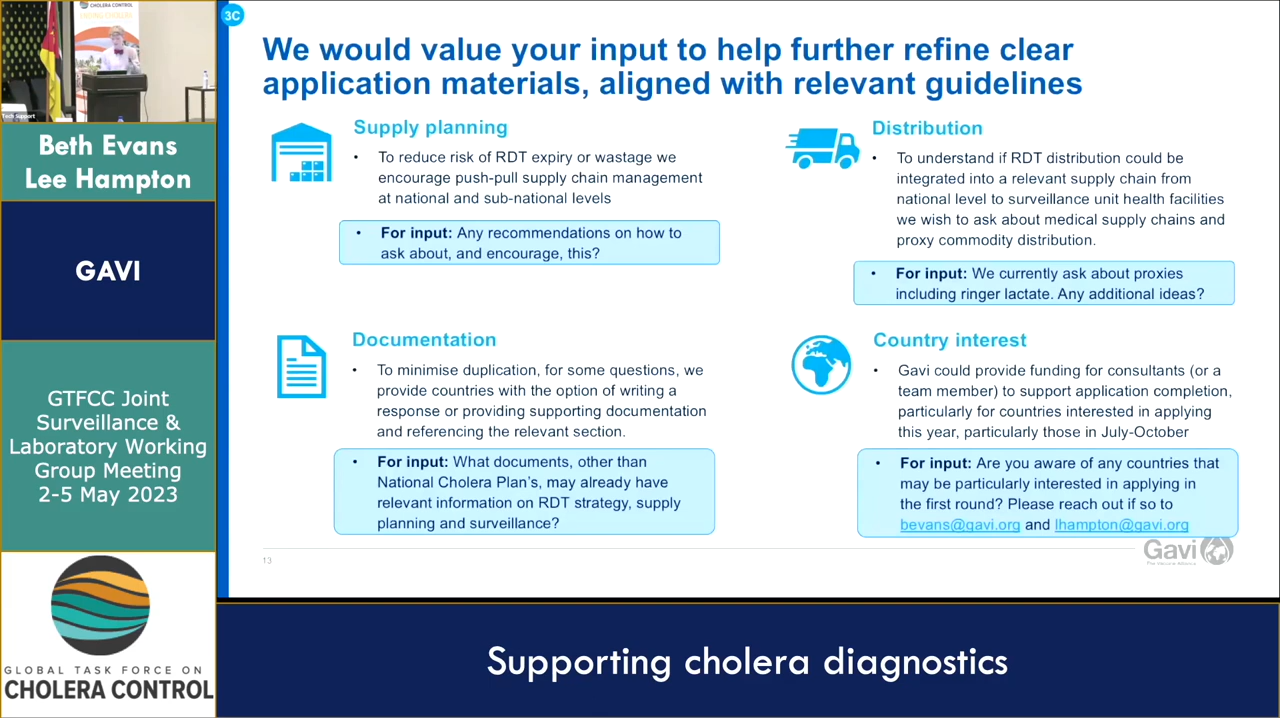 CHOLERA CONTROL
Tech Support
Beth Evans
Lee Hampton
GAVI
GTFCC Joint
Surveillance &
Laboratory Working
Group Meeting
2-5 May 2023
GLOBAL TASK FORCE ON
CHOLERA CONTROL
3C
We would value your input to help further refine clear
application materials, aligned with relevant guidelines
Supply planning
• To reduce risk of RDT expiry or wastage we
encourage push-pull supply chain management
at national and sub-national levels
• For input: Any recommendations on how to
ask about, and encourage, this?
Distribution
• To understand if RDT distribution could be
integrated into a relevant supply chain from
national level to surveillance unit health facilities
we wish to ask about medical supply chains and
proxy commodity distribution.
• For input: We currently ask about proxies
including ringer lactate. Any additional ideas?
Documentation
• To minimise duplication, for some questions, we
provide countries with the option of writing a
response or providing supporting documentation
and referencing the relevant section.
• For input: What documents, other than
National Cholera Plan's, may already have
relevant information on RDT strategy, supply
planning and surveillance?
Country interest
• Gavi could provide funding for consultants (or a
team member) to support application completion,
particularly for countries interested in applying
this year, particularly those in July-October
• For input: Are you aware of any countries that
may be particularly interested in applying in
the first round? Please reach out if so to
bevans@gavi.org and lhampton@gavi.org
13
Gavi
The Vaccine Alliance
Supporting cholera diagnostics